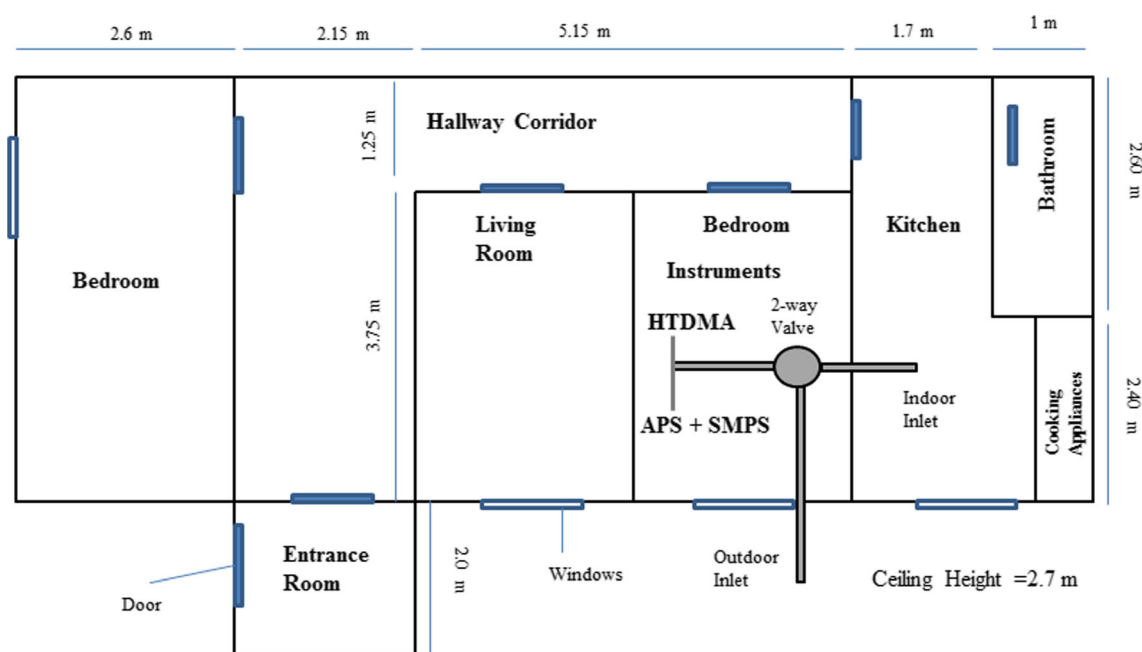 2.6 m
2.15 m
5.15 m
1.7 m
1 m
Hallway Corridor
1.25 m
Bathroom
2.60 m
Living
Room
Bedroom
Kitchen
Bedroom
Instruments
3.75 m
HTDMA
2-way
Valve
Indoor
Inlet
Cooking
Appliances
2.40 m
APS + SMPS
Entrance
Room
2.0 m
Windows
Outdoor
Inlet
Ceiling Height =2.7 m
Door